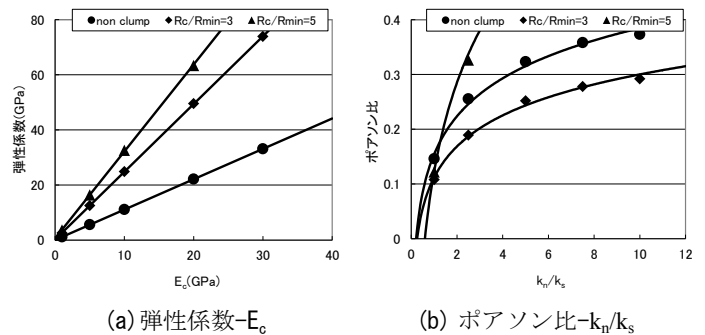 non clump Rc/Rmin=3 Rc/Rmin=5
80
60
40
20
0
弾性係数(GPa)
0 10 20 30 40
E_c(GPa)
(a) 弾性係数-E_c
non clump Rc/Rmin=3 Rc/Rmin=5
0.4
0.3
0.2
0.1
0
ポアソン比
0 2 4 6 8 10 12
k_n/k_s
(b) ポアソン比-k_n/k_s